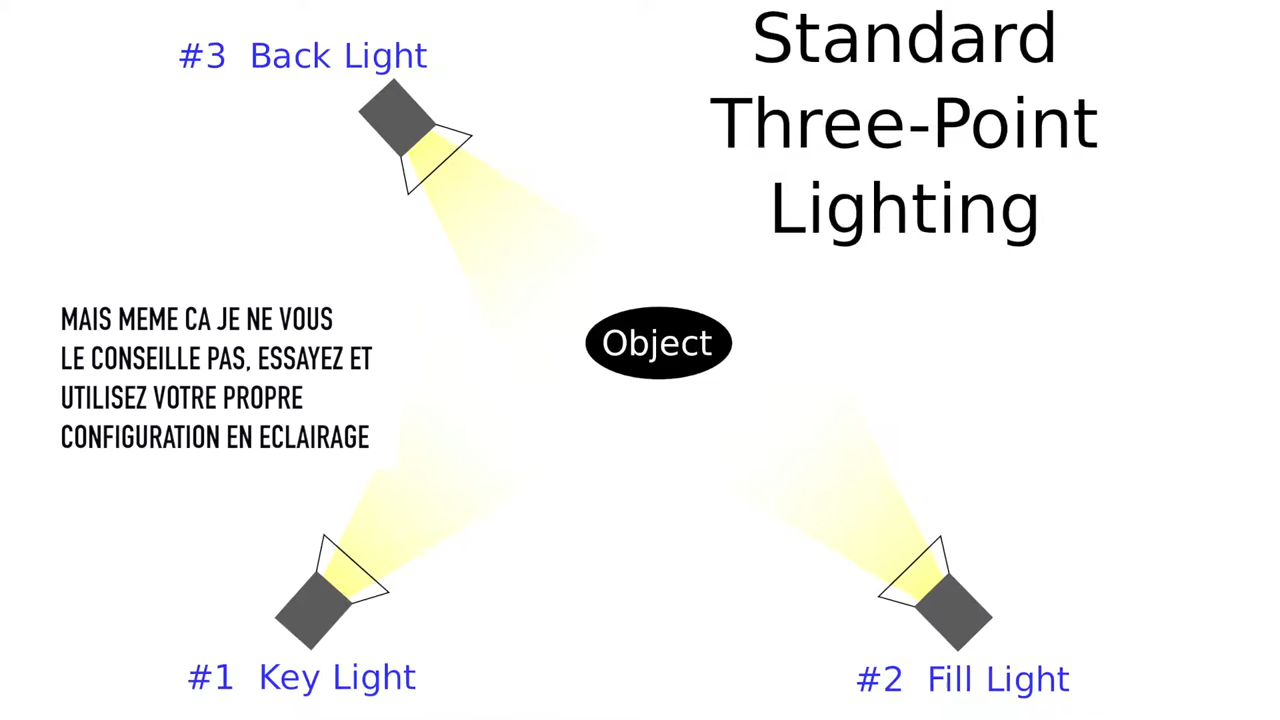 #3 Back Light
Standard
Three-Point
Lighting
MAIS MEME CA JE NE VOUS
LE CONSEILLE PAS, ESSAYEZ ET
UTILISEZ VOTRE PROPRE
CONFIGURATION EN ECLAIRAGE
Object
#1 Key Light
#2 Fill Light